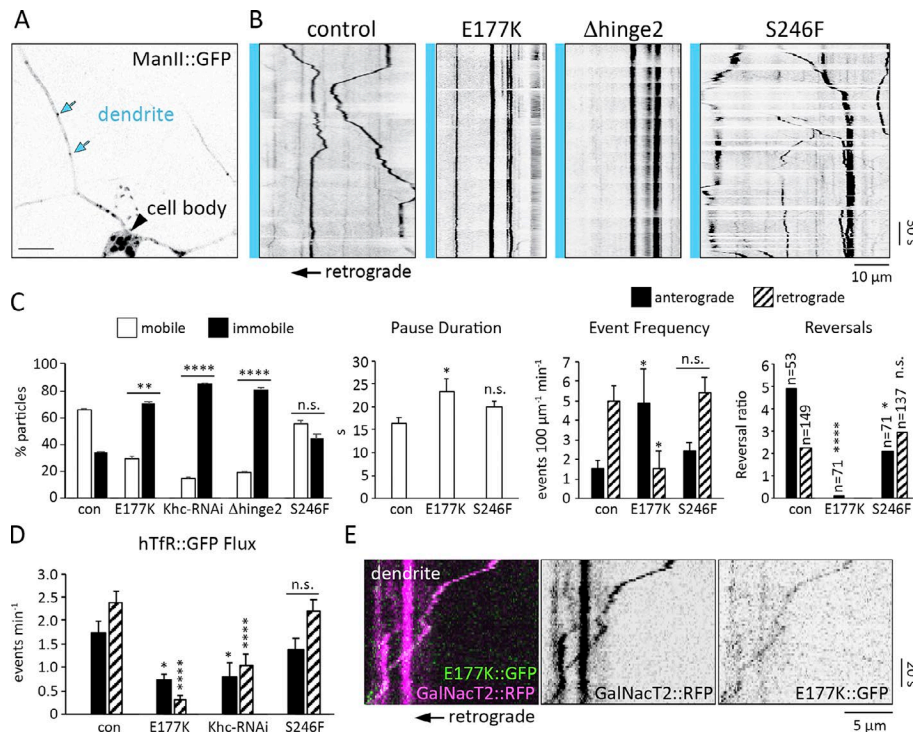 A
ManII::GFP
dendrite
cell body
B
control
E177K
Δhinge2
S246F
30 s
10 μm
retrograde
C
mobile
immobile
anterograde
retrograde
% particles
100
80
60
40
20
0
**
****
****
n.s.
con
E177K
Khc-RNAi
Δhinge2
S246F
Pause Duration
s
30
25
20
15
10
5
0
*
n.s.
con
E177K
S246F
Event Frequency
events 100 μm⁻¹ min⁻¹
7
6
5
4
3
2
1
0
*
*
n.s.
con
E177K
S246F
Reversals
Reversal ratio
6
5
4
3
2
1
0
n=53
n=149
n=71 ****
n=71 *
n=137
n.s.
con
E177K
S246F
D
hTfR::GFP Flux
events min⁻¹
3.0
2.5
2.0
1.5
1.0
0.5
0.0
*
****
*
****
n.s.
con
E177K
Khc-RNAi
S246F
E
dendrite
E177K::GFP
GalNacT2::RFP
GalNacT2::RFP
E177K::GFP
retrograde
5 μm